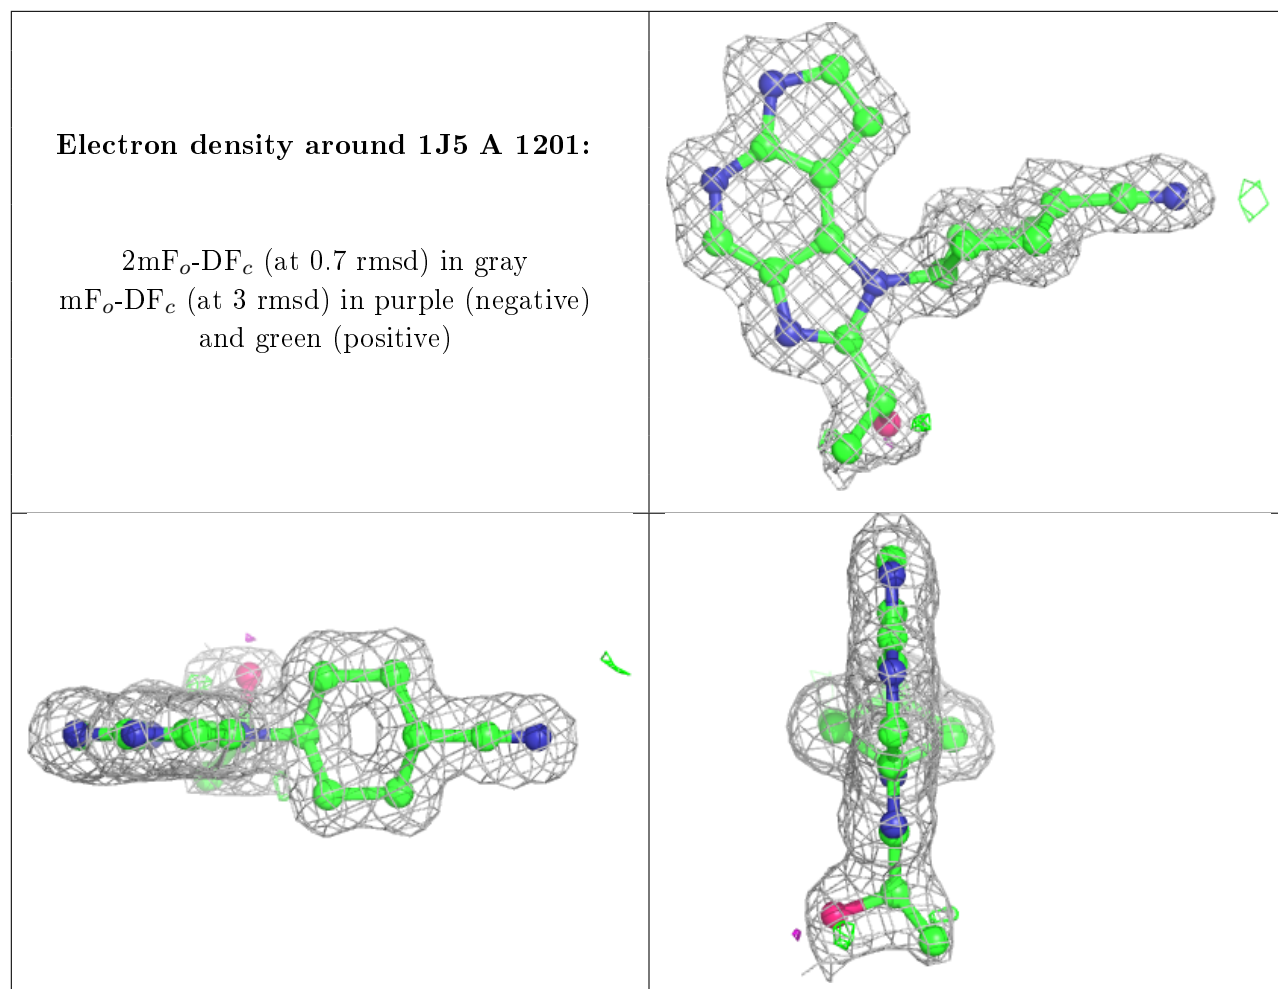 Electron density around 1J5 A 1201:
2mFo-DFc (at 0.7 rmsd) in gray
mFo-DFc (at 3 rmsd) in purple (negative)
and green (positive)